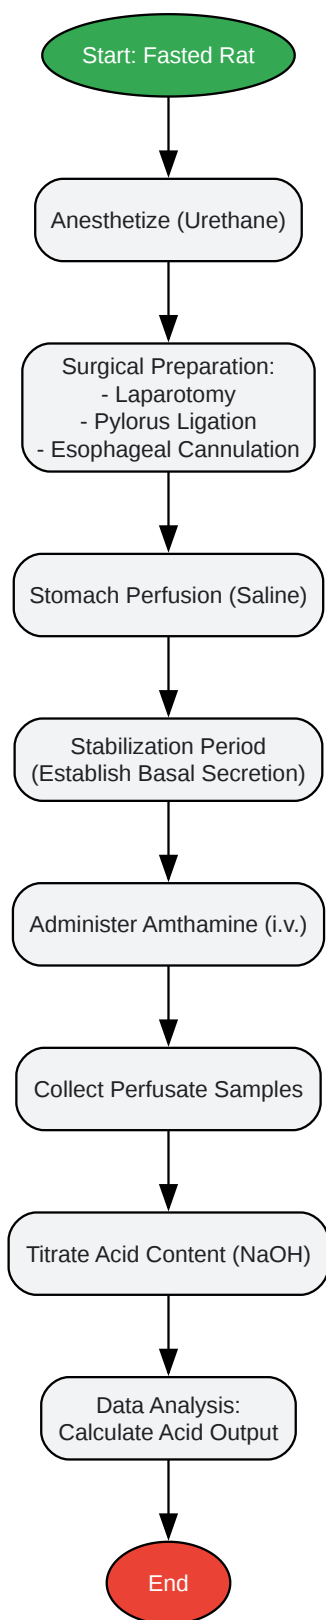 Start: Fasted Rat
Anesthetize (Urethane)
Surgical Preparation:
- Laparotomy
- Pylorus Ligation
- Esophageal Cannulation
Stomach Perfusion (Saline)
Stabilization Period
(Establish Basal Secretion)
Administer Amthamine (i.v.)
Collect Perfusate Samples
Titrate Acid Content (NaOH)
Data Analysis:
Calculate Acid Output
End